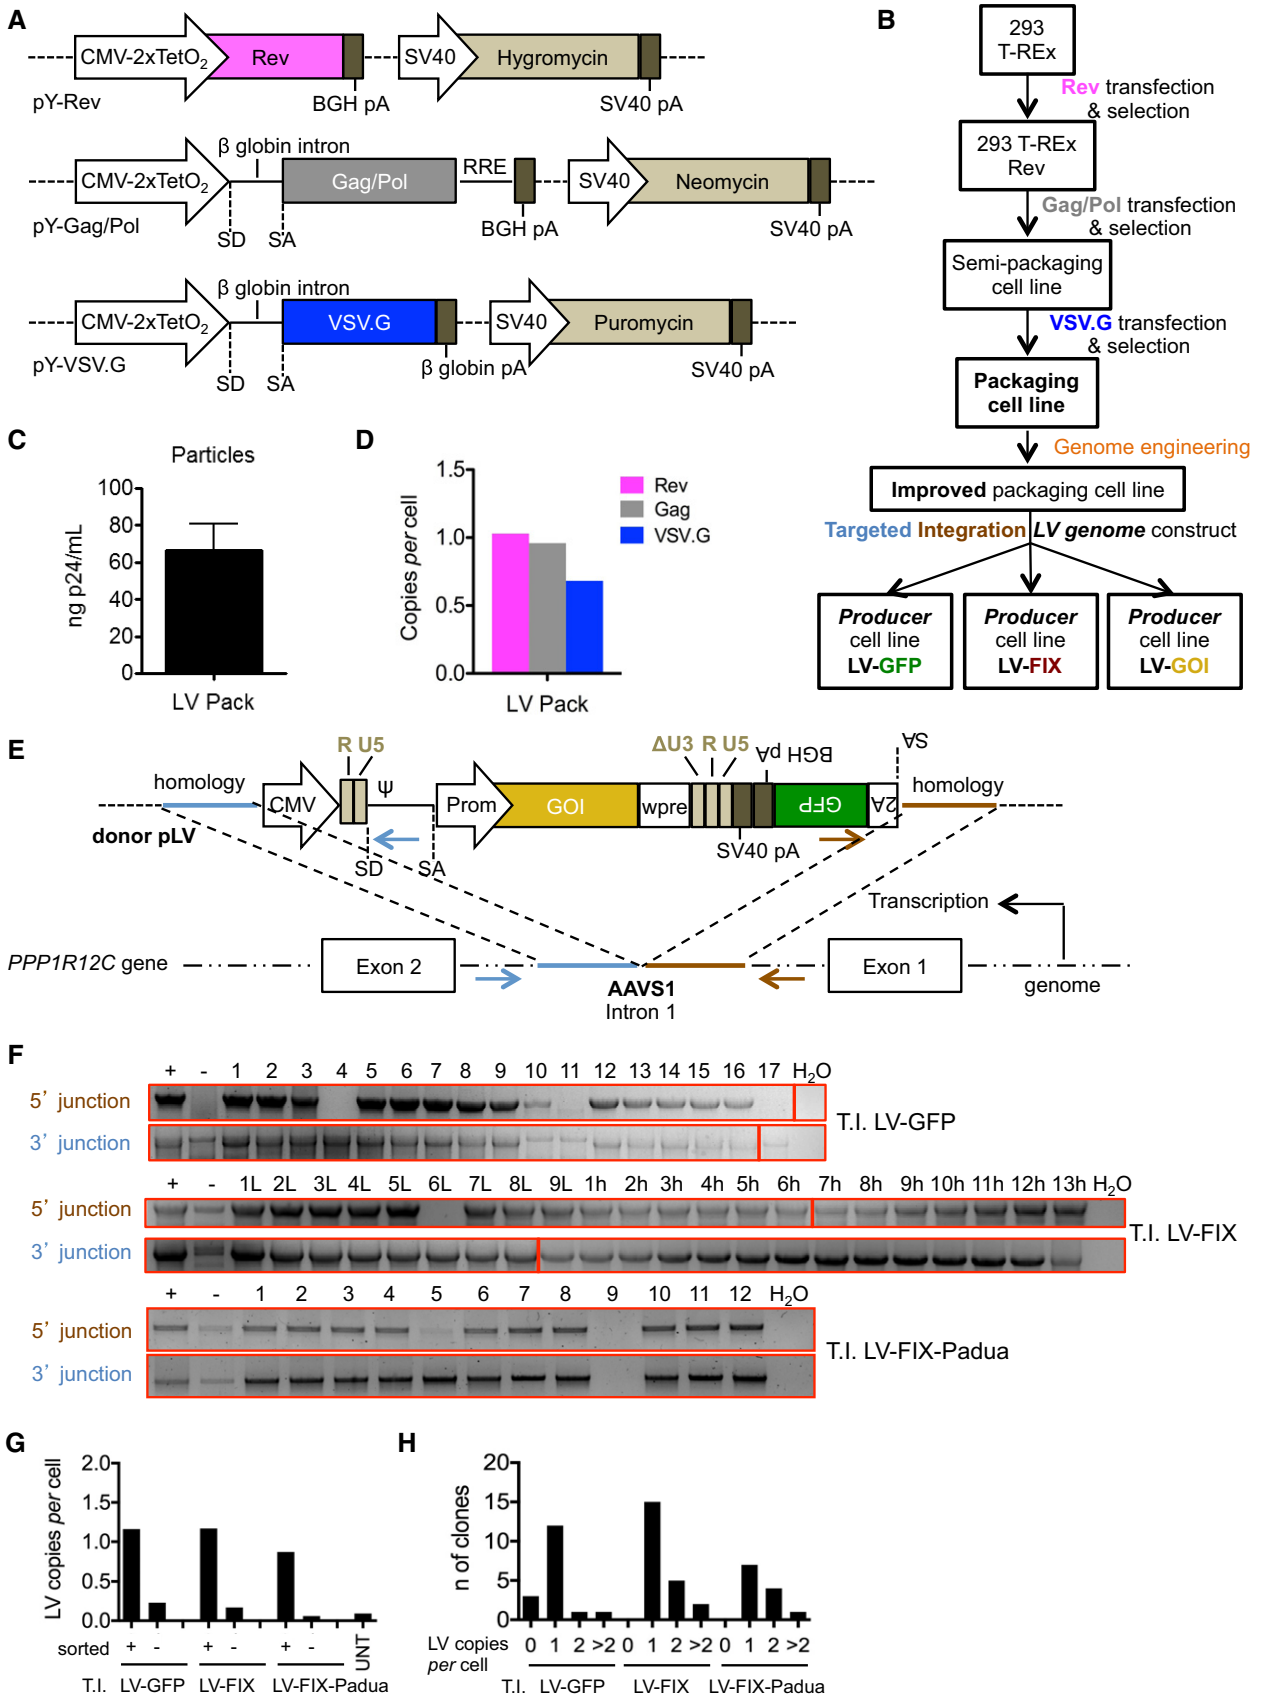 A
CMV-2xTetO2 Rev SV40 Hygromycin
pY-Rev BGH pA SV40 pA
β globin intron
CMV-2xTetO2 Gag/Pol RRE SV40 Neomycin
pY-Gag/Pol SD SA BGH pA SV40 pA
β globin intron
CMV-2xTetO2 VSV.G SV40 Puromycin
pY-VSV.G SD SA β globin pA SV40 pA
B
293
T-REx
Rev transfection
& selection
293 T-REx
Rev
Gag/Pol transfection
& selection
Semi-packaging
cell line
VSV.G transfection
& selection
Packaging
cell line
Genome engineering
Improved packaging cell line
Targeted Integration LV genome construct
Producer
cell line
LV-GFP
Producer
cell line
LV-FIX
Producer
cell line
LV-GOI
C
Particles
ng p24/mL
100
80
60
40
20
0
LV Pack
D
Copies per cell
1.5
1.0
0.5
0.0
LV Pack
Rev
Gag
VSV.G
E
R U5 ΔU3 R U5 BGH pA SA
homology CMV Ψ Prom GOI wpre GFP 2A homology
donor pLV SD SA SV40 pA
Transcription
PPP1R12C gene Exon 2 Exon 1
AAVS1
Intron 1
genome
F
+ - 1 2 3 4 5 6 7 8 9 10 11 12 13 14 15 16 17 H2O
5' junction
3' junction
T.I. LV-GFP
+ - 1L 2L 3L 4L 5L 6L 7L 8L 9L 1h 2h 3h 4h 5h 6h 7h 8h 9h 10h 11h 12h 13h H2O
5' junction
3' junction
T.I. LV-FIX
+ - 1 2 3 4 5 6 7 8 9 10 11 12 H2O
5' junction
3' junction
T.I. LV-FIX-Padua
G
LV copies per cell
2.0
1.5
1.0
0.5
0.0
sorted + - + - + - UNT
T.I. LV-GFP LV-FIX LV-FIX-Padua
H
n of clones
20
15
10
5
0
LV copies
per cell
0 1 2 >2 0 1 2 >2 0 1 2 >2
T.I. LV-GFP LV-FIX LV-FIX-Padua